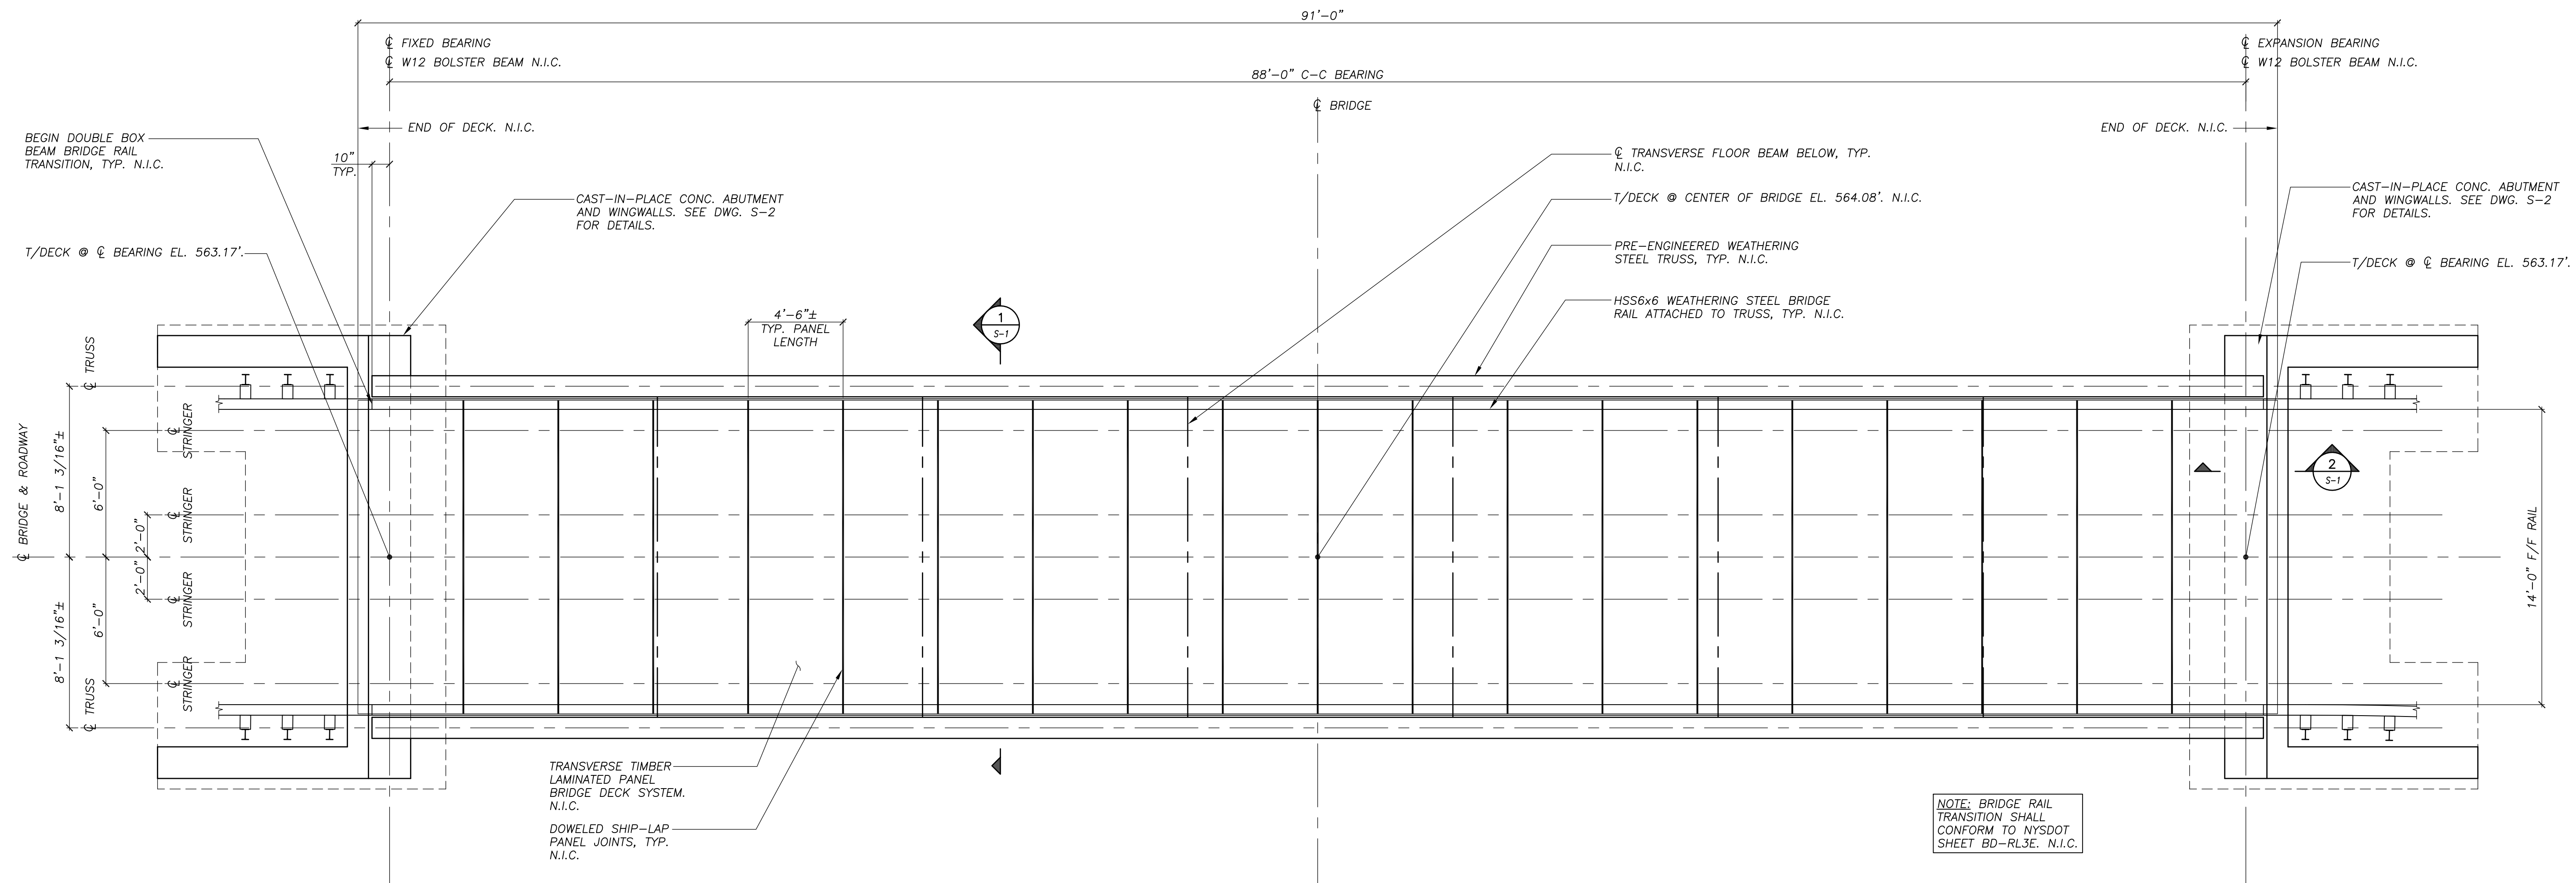 91'-0"
℄ FIXED BEARING
℄ W12 BOLSTER BEAM N.I.C.
℄ EXPANSION BEARING
℄ W12 BOLSTER BEAM N.I.C.
88'-0" C-C BEARING
℄ BRIDGE
END OF DECK. N.I.C.
END OF DECK. N.I.C.
BEGIN DOUBLE BOX
BEAM BRIDGE RAIL
TRANSITION, TYP. N.I.C.
10"
TYP.
℄ TRANSVERSE FLOOR BEAM BELOW, TYP.
N.I.C.
CAST-IN-PLACE CONC. ABUTMENT
AND WINGWALLS. SEE DWG. S-2
FOR DETAILS.
T/DECK @ CENTER OF BRIDGE EL. 564.08'. N.I.C.
CAST-IN-PLACE CONC. ABUTMENT
AND WINGWALLS. SEE DWG. S-2
FOR DETAILS.
T/DECK @ ℄ BEARING EL. 563.17'.
PRE-ENGINEERED WEATHERING
STEEL TRUSS, TYP. N.I.C.
T/DECK @ ℄ BEARING EL. 563.17'.
HSS6x6 WEATHERING STEEL BRIDGE
RAIL ATTACHED TO TRUSS, TYP. N.I.C.
4'-6"±
TYP. PANEL
LENGTH
1
S-1
℄ TRUSS
℄ STRINGER
℄ STRINGER
℄ STRINGER
℄ STRINGER
℄ TRUSS
℄ BRIDGE & ROADWAY
8'-1 3/16"±
6'-0"
2'-0"
2'-0"
6'-0"
8'-1 3/16"±
2
S-1
14'-0" F/F RAIL
TRANSVERSE TIMBER
LAMINATED PANEL
BRIDGE DECK SYSTEM.
N.I.C.
DOWELED SHIP-LAP
PANEL JOINTS, TYP.
N.I.C.
NOTE: BRIDGE RAIL
TRANSITION SHALL
CONFORM TO NYSDOT
SHEET BD-RL3E. N.I.C.